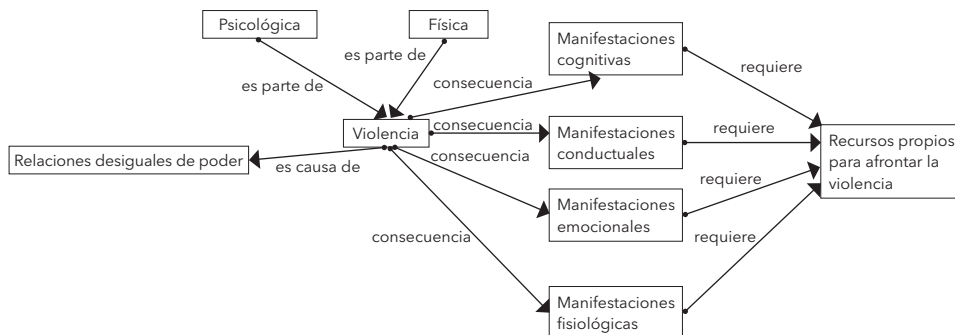 Psicológica
Física
es parte de
es parte de
Manifestaciones
cognitivas
consecuencia
requiere
Violencia
consecuencia
Manifestaciones
conductuales
requiere
Recursos propios
para afrontar la
violencia
Relaciones desiguales de poder
es causa de
consecuencia
Manifestaciones
emocionales
requiere
consecuencia
requiere
Manifestaciones
fisiológicas